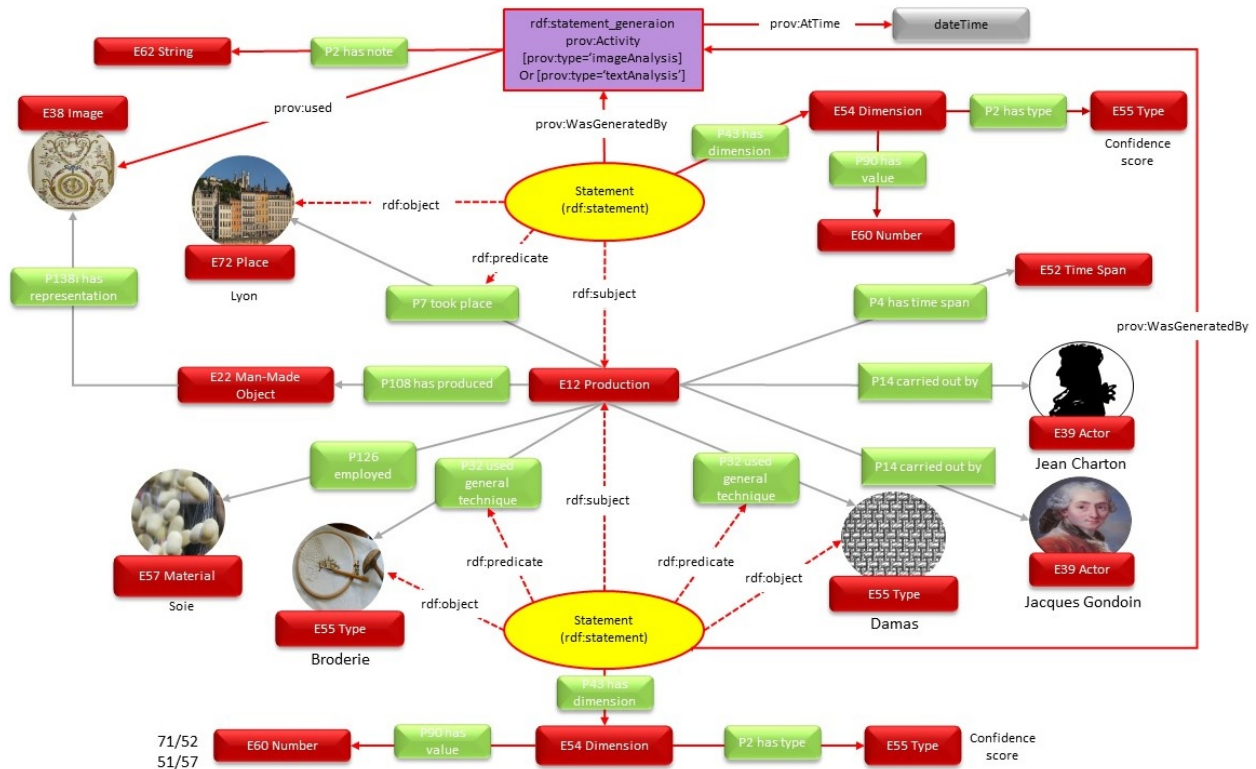 rdf:statement_generaion
prov:Activity
[prov:type='imageAnalysis]
Or [prov:type='textAnalysis']
prov:AtTime
dateTime
E62 String
P2 has note
prov:used
E38 Image
prov:WasGeneratedBy
P43 has
dimension
E54 Dimension
P2 has type
E55 Type
Confidence
score
P90 has
value
E60 Number
Statement
(rdf:statement)
rdf:object
E72 Place
Lyon
rdf:predicate
P7 took place
rdf:subject
P138i has
representation
E52 Time Span
P4 has time span
prov:WasGeneratedBy
E22 Man-Made
Object
P108 has produced
E12 Production
P14 carried out by
E39 Actor
Jean Charton
P126
employed
P32 used
general
technique
P32 used
general
technique
P14 carried out by
rdf:subject
E57 Material
Soie
rdf:predicate
rdf:predicate
rdf:object
rdf:object
E55 Type
Broderie
E55 Type
Damas
E39 Actor
Jacques Gondoin
Statement
(rdf:statement)
P43 has
dimension
71/52
51/57
E60 Number
P90 has
value
E54 Dimension
P2 has type
E55 Type
Confidence
score